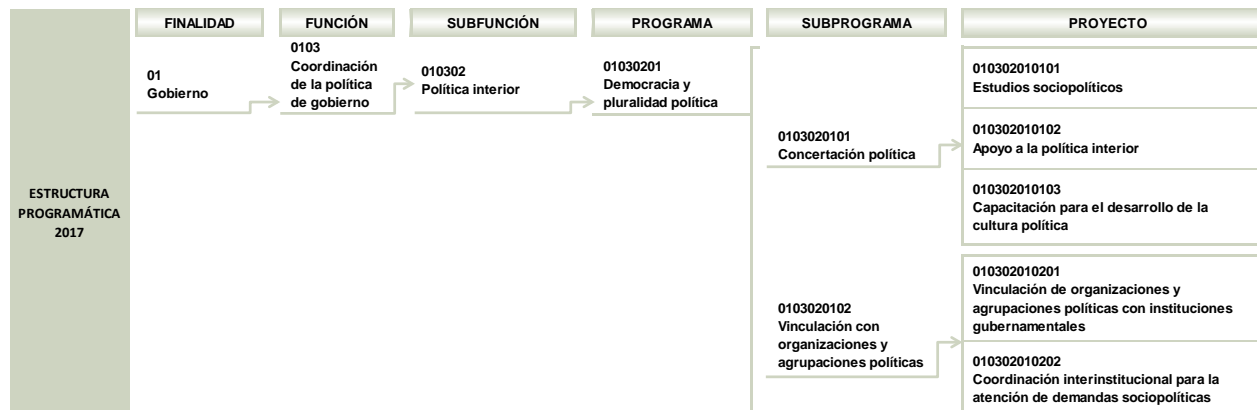 FINALIDAD
FUNCIÓN
SUBFUNCIÓN
PROGRAMA
SUBPROGRAMA
PROYECTO
ESTRUCTURA
PROGRAMÁTICA
2017
01
Gobierno
0103
Coordinación
de la política
de gobierno
010302
Política interior
01030201
Democracia y
pluralidad política
0103020101
Concertación política
010302010101
Estudios sociopolíticos
010302010102
Apoyo a la política interior
010302010103
Capacitación para el desarrollo de la
cultura política
0103020102
Vinculación con
organizaciones y
agrupaciones políticas
010302010201
Vinculación de organizaciones y
agrupaciones políticas con instituciones
gubernamentales
010302010202
Coordinación interinstitucional para la
atención de demandas sociopolíticas